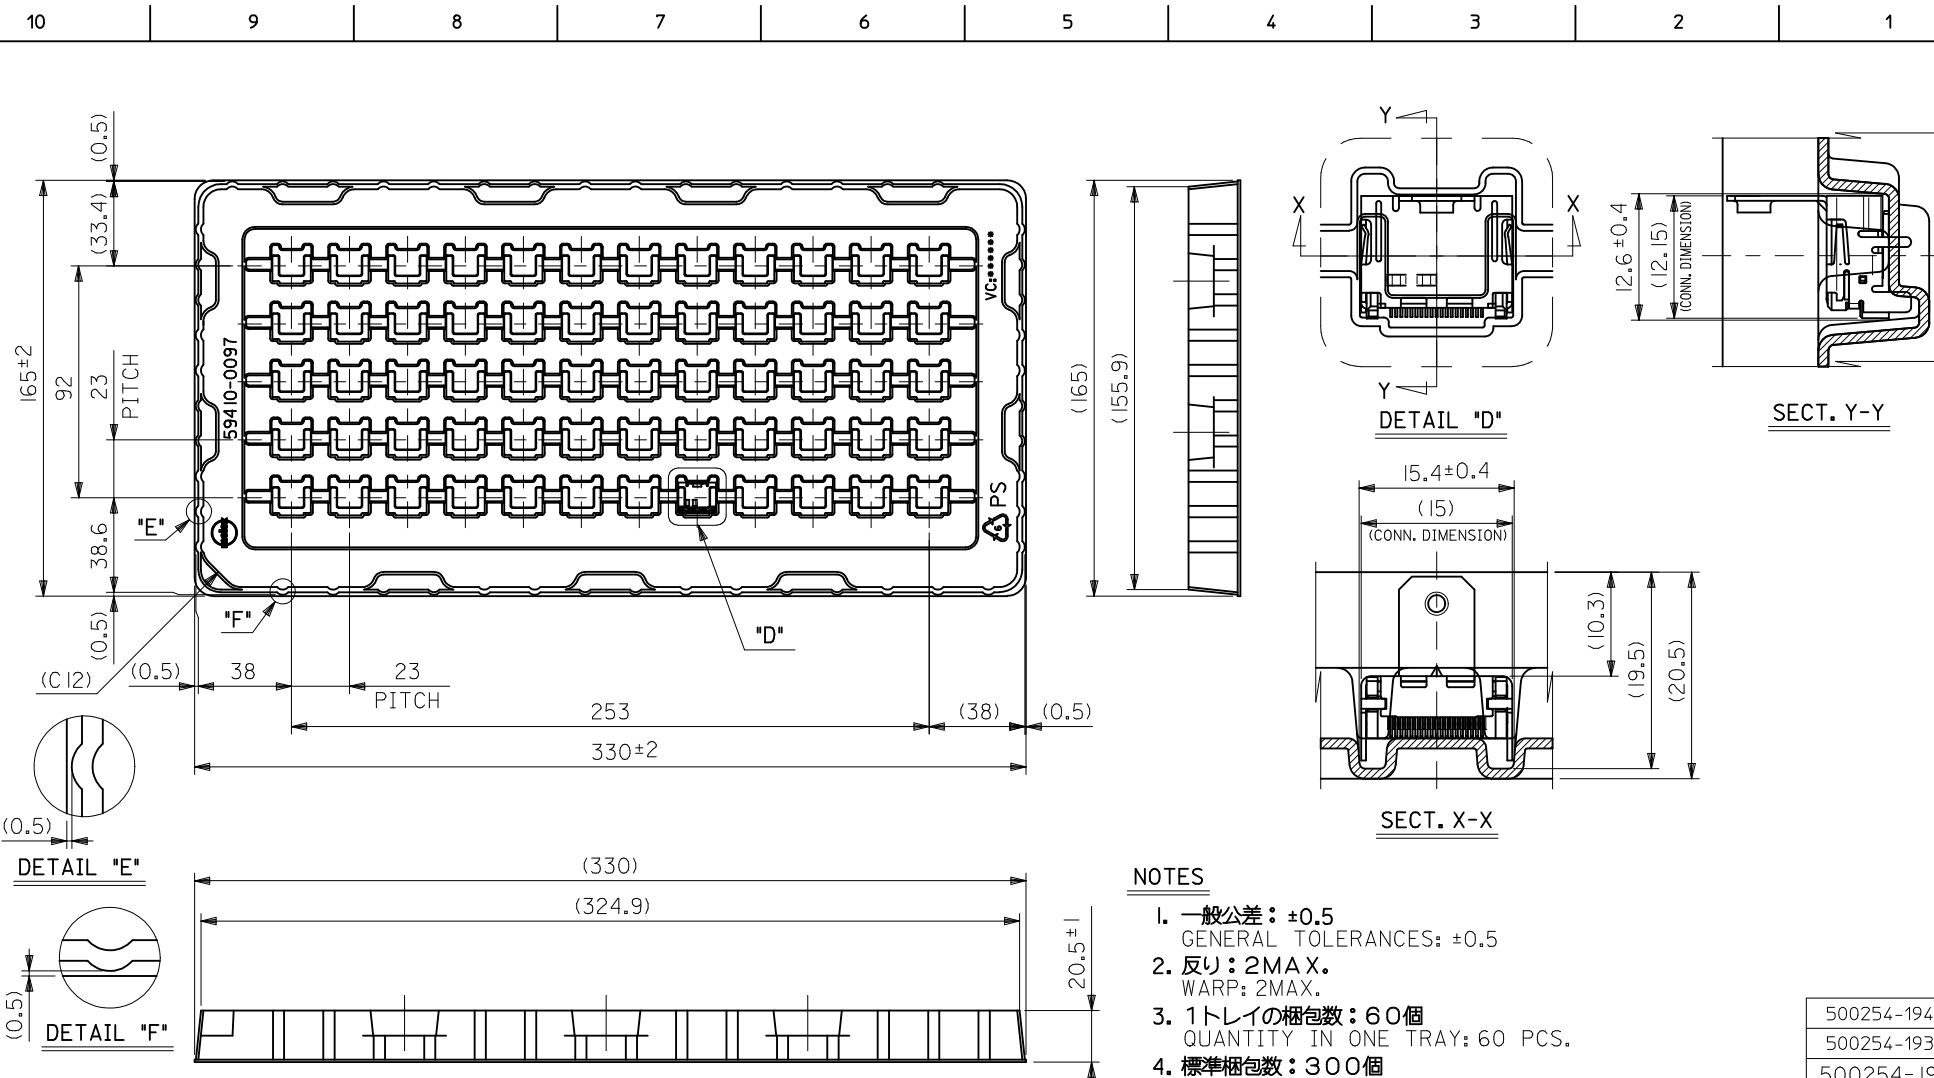 10 9 8 7 6 5 4 3 2 1
(0.5)
(33.4)
165±2
92
23
PITCH
38.6
(0.5)
59410-0097
VC:******
PS
6
"E"
"F"
"D"
(C12)
(0.5)
38
23
PITCH
253
(38)
(0.5)
330±2
(165)
(155.9)
Y
X
X
Y
DETAIL "D"
12.6±0.4
(12.15)
(CONN. DIMENSION)
SECT. Y-Y
15.4±0.4
(15)
(CONN. DIMENSION)
(10.3)
(19.5)
(20.5)
SECT. X-X
(0.5)
DETAIL "E"
(0.5)
DETAIL "F"
(330)
(324.9)
20.5±1
NOTES
1. 一般公差：±0.5
GENERAL TOLERANCES: ±0.5
2. 反り：2MAX.
WARP: 2MAX.
3. 1トレイの梱包数：60個
QUANTITY IN ONE TRAY: 60 PCS.
4. 標準梱包数：300個
500254-194
500254-193
500254-19